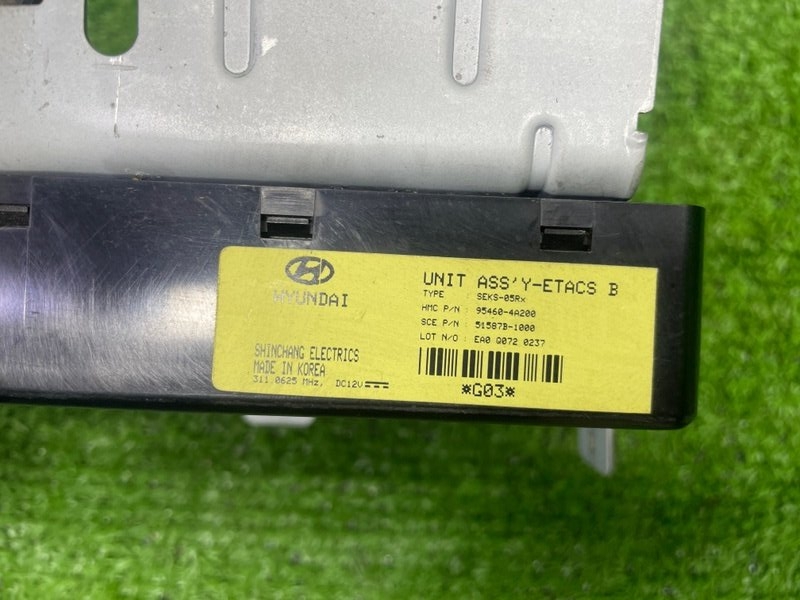 HYUNDAI
SHINCHANG ELECTRICS
MADE IN KOREA
311.0625 MHz, DC12V
UNIT ASS'Y-ETACS B
TYPE : SEKS-05Rx
HMC P/N : 95460-4A200
SCE P/N : 51587B-1000
LOT N/O : EA0 Q072 0237
*G03*